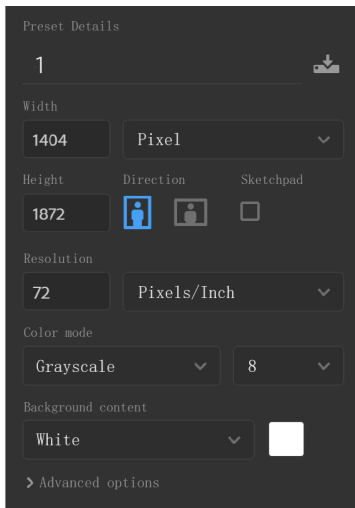 Preset Details
1
Width
1404 Pixel
Height Direction Sketchpad
1872
Resolution
72 Pixels/Inch
Color mode
Grayscale 8
Background content
White
Advanced options